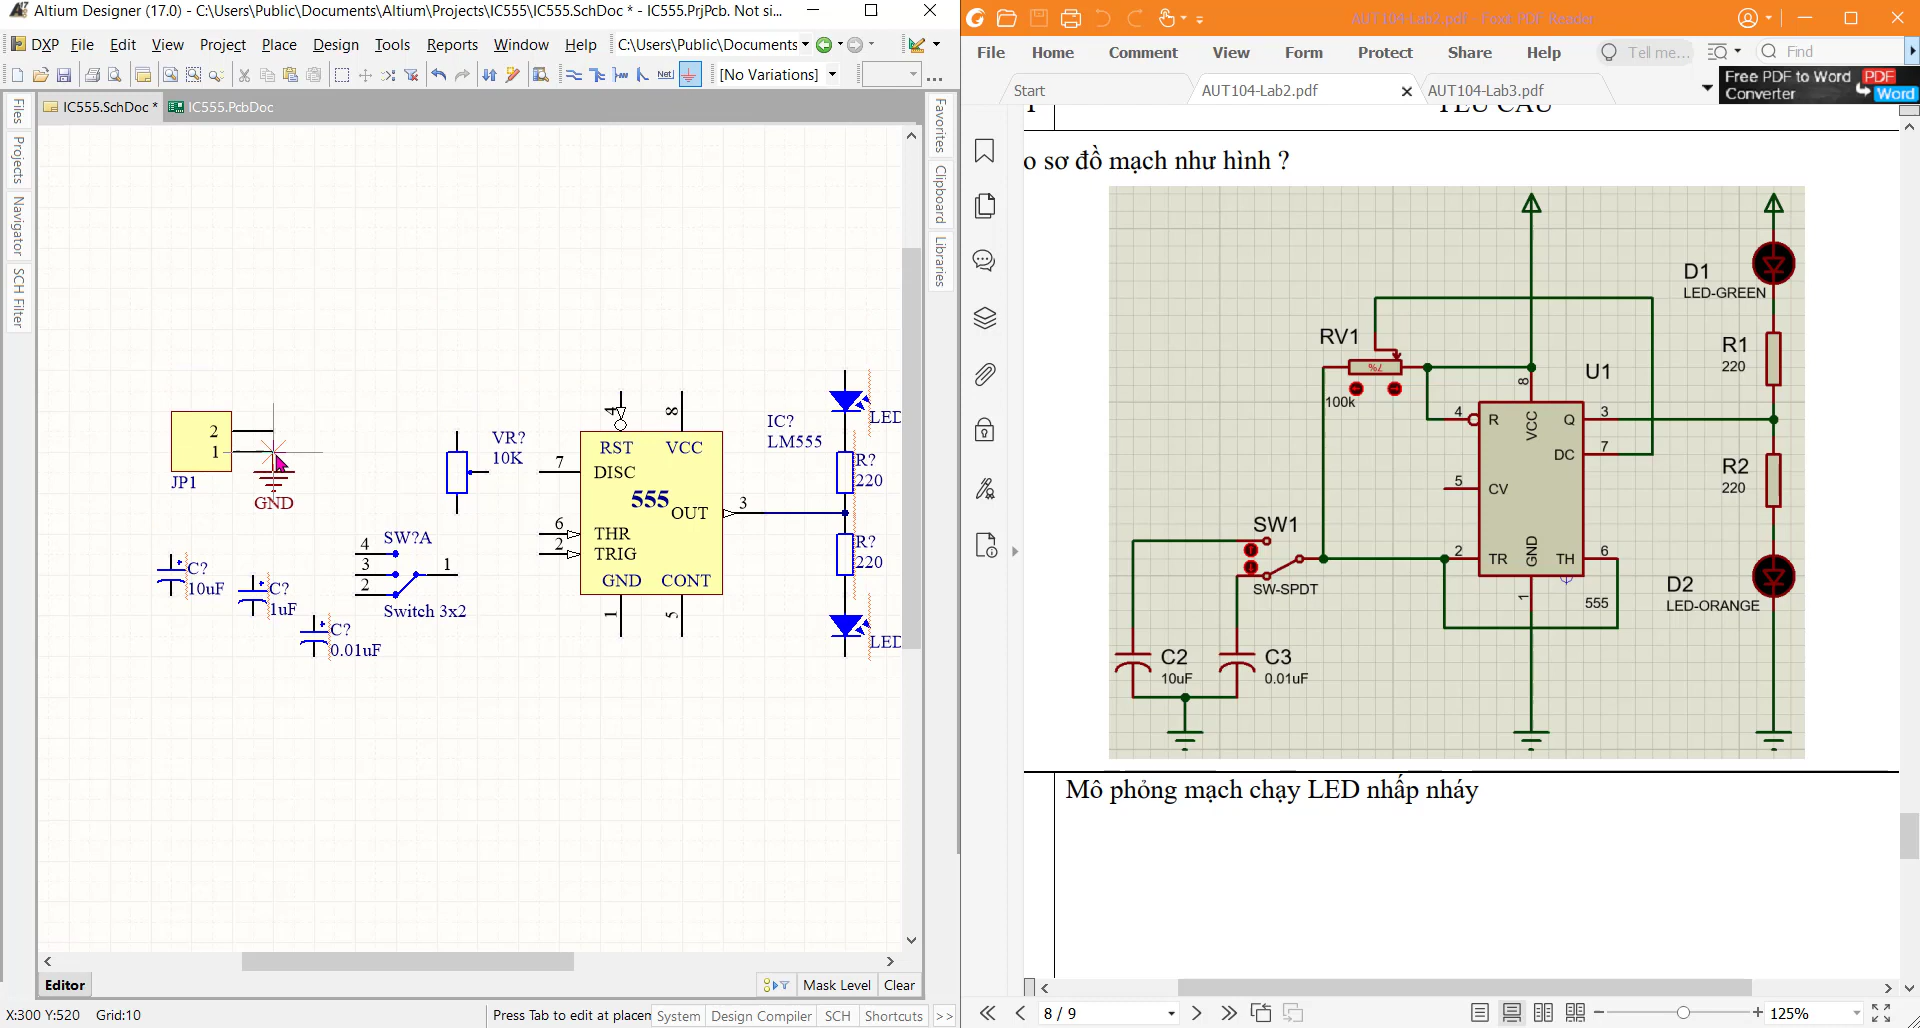 Altium Designer (17.0) - C:\Users\Public\Documents\Altium\Projects\IC555\IC555.SchDoc * - IC555.PrjPcb. Not si...
DXP File Edit View Project Place Design Tools Reports Window Help C:\Users\Public\Documents
[No Variations]
IC555.SchDoc * IC555.PcbDoc
Files
Projects
Navigator
SCH Filter
Favorites
Clipboard
Libraries
2
1
JP1
GND
VR?
10K
4
8
RST VCC
7
DISC
555
OUT 3
6
THR
2
TRIG
GND CONT
1
5
IC?
LM555
LED
R?
220
R?
220
LED
SW?A
4
3
2
1
Switch 3x2
C?
10uF
C?
1uF
C?
0.01uF
Editor
Mask Level Clear
X:300 Y:520 Grid:10
Press Tab to edit at placem System Design Compiler SCH Shortcuts >>
AUT104-Lab2.pdf - Foxit PDF Reader
File Home Comment View Form Protect Share Help Tell me... Find
Start AUT104-Lab2.pdf AUT104-Lab3.pdf
Free PDF to Word PDF
Converter Word
YÊU CẦU
o sơ đồ mạch như hình ?
D1
LED-GREEN
RV1
100k
R1
220
U1
8
4
R
VCC
Q
3
DC
7
5
CV
R2
220
SW1
SW-SPDT
2
TR
GND
TH
6
1
555
D2
LED-ORANGE
C2
10uF
C3
0.01uF
Mô phỏng mạch chạy LED nhấp nháy
8 / 9
125%